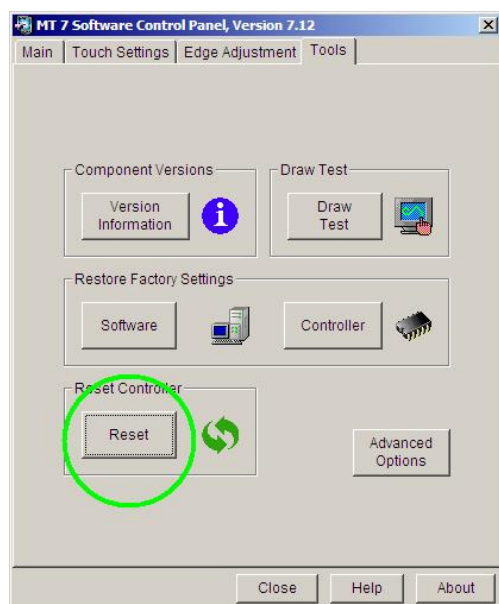 MT 7 Software Control Panel, Version 7.12
Main Touch Settings Edge Adjustment Tools
Component Versions Draw Test
Version
Information
Draw
Test
Restore Factory Settings
Software Controller
Reset Controller
Reset
Advanced
Options
Close Help About